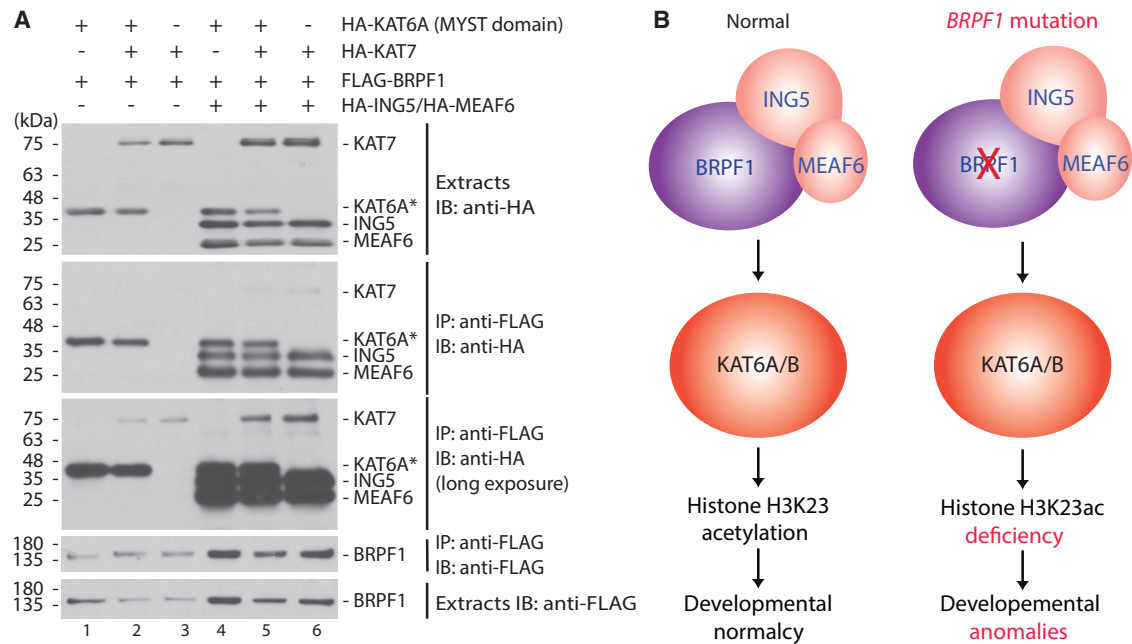 A
+ + - + + - HA-KAT6A (MYST domain)
- + + - + + HA-KAT7
+ + + + + + FLAG-BRPF1
- - - + + + HA-ING5/HA-MEAF6
(kDa)
75 - - KAT7
63 -
48 - - KAT6A*
35 - - ING5
25 - - MEAF6
Extracts
IB: anti-HA
75 - - KAT7
63 -
48 - - KAT6A*
35 - - ING5
25 - - MEAF6
IP: anti-FLAG
IB: anti-HA
75 - - KAT7
63 -
48 - - KAT6A*
35 - - ING5
25 - - MEAF6
IP: anti-FLAG
IB: anti-HA
(long exposure)
180 -
135 - - BRPF1
IP: anti-FLAG
IB: anti-FLAG
180 -
135 - - BRPF1
Extracts IB: anti-FLAG
1 2 3 4 5 6
B
Normal
ING5
BRPF1
MEAF6
KAT6A/B
Histone H3K23
acetylation
Developmental
normalcy
BRPF1 mutation
ING5
BRPF1
X
MEAF6
KAT6A/B
Histone H3K23ac
deficiency
Developemental
anomalies